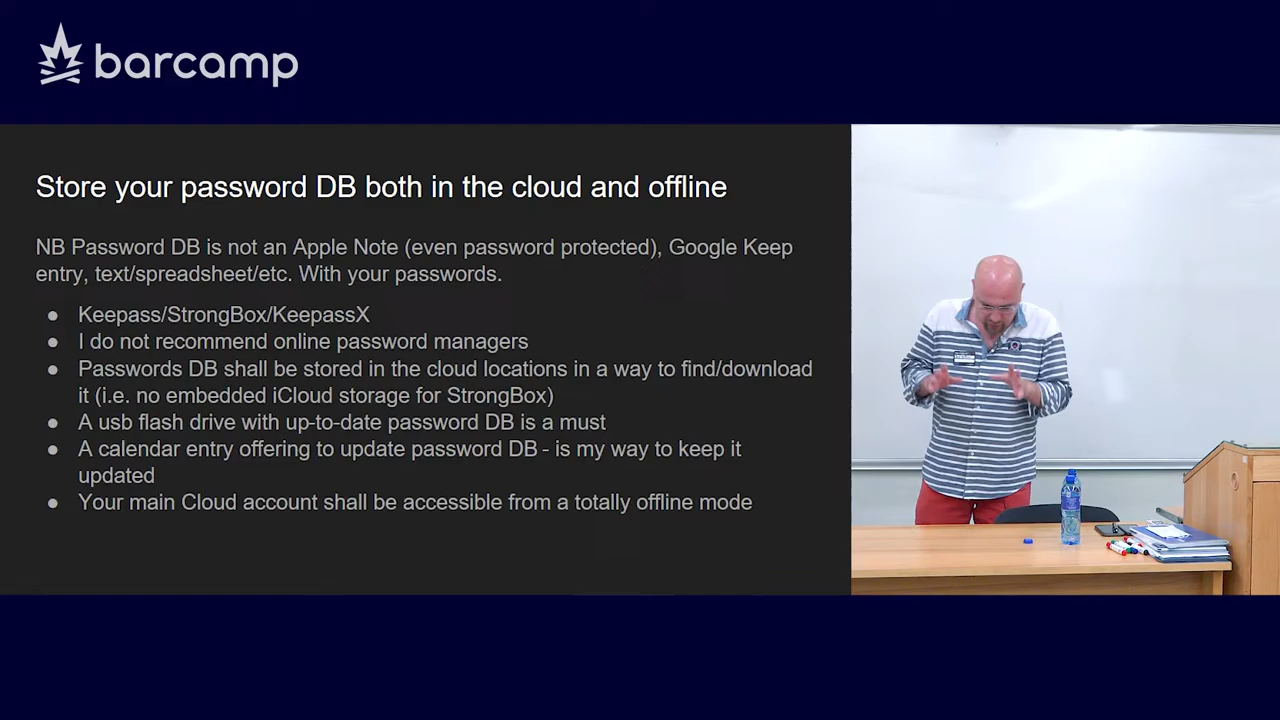 barcamp
Store your password DB both in the cloud and offline
NB Password DB is not an Apple Note (even password protected), Google Keep
entry, text/spreadsheet/etc. With your passwords.
● Keepass/StrongBox/KeepassX
● I do not recommend online password managers
● Passwords DB shall be stored in the cloud locations in a way to find/download
it (i.e. no embedded iCloud storage for StrongBox)
● A usb flash drive with up-to-date password DB is a must
● A calendar entry offering to update password DB - is my way to keep it
updated
● Your main Cloud account shall be accessible from a totally offline mode